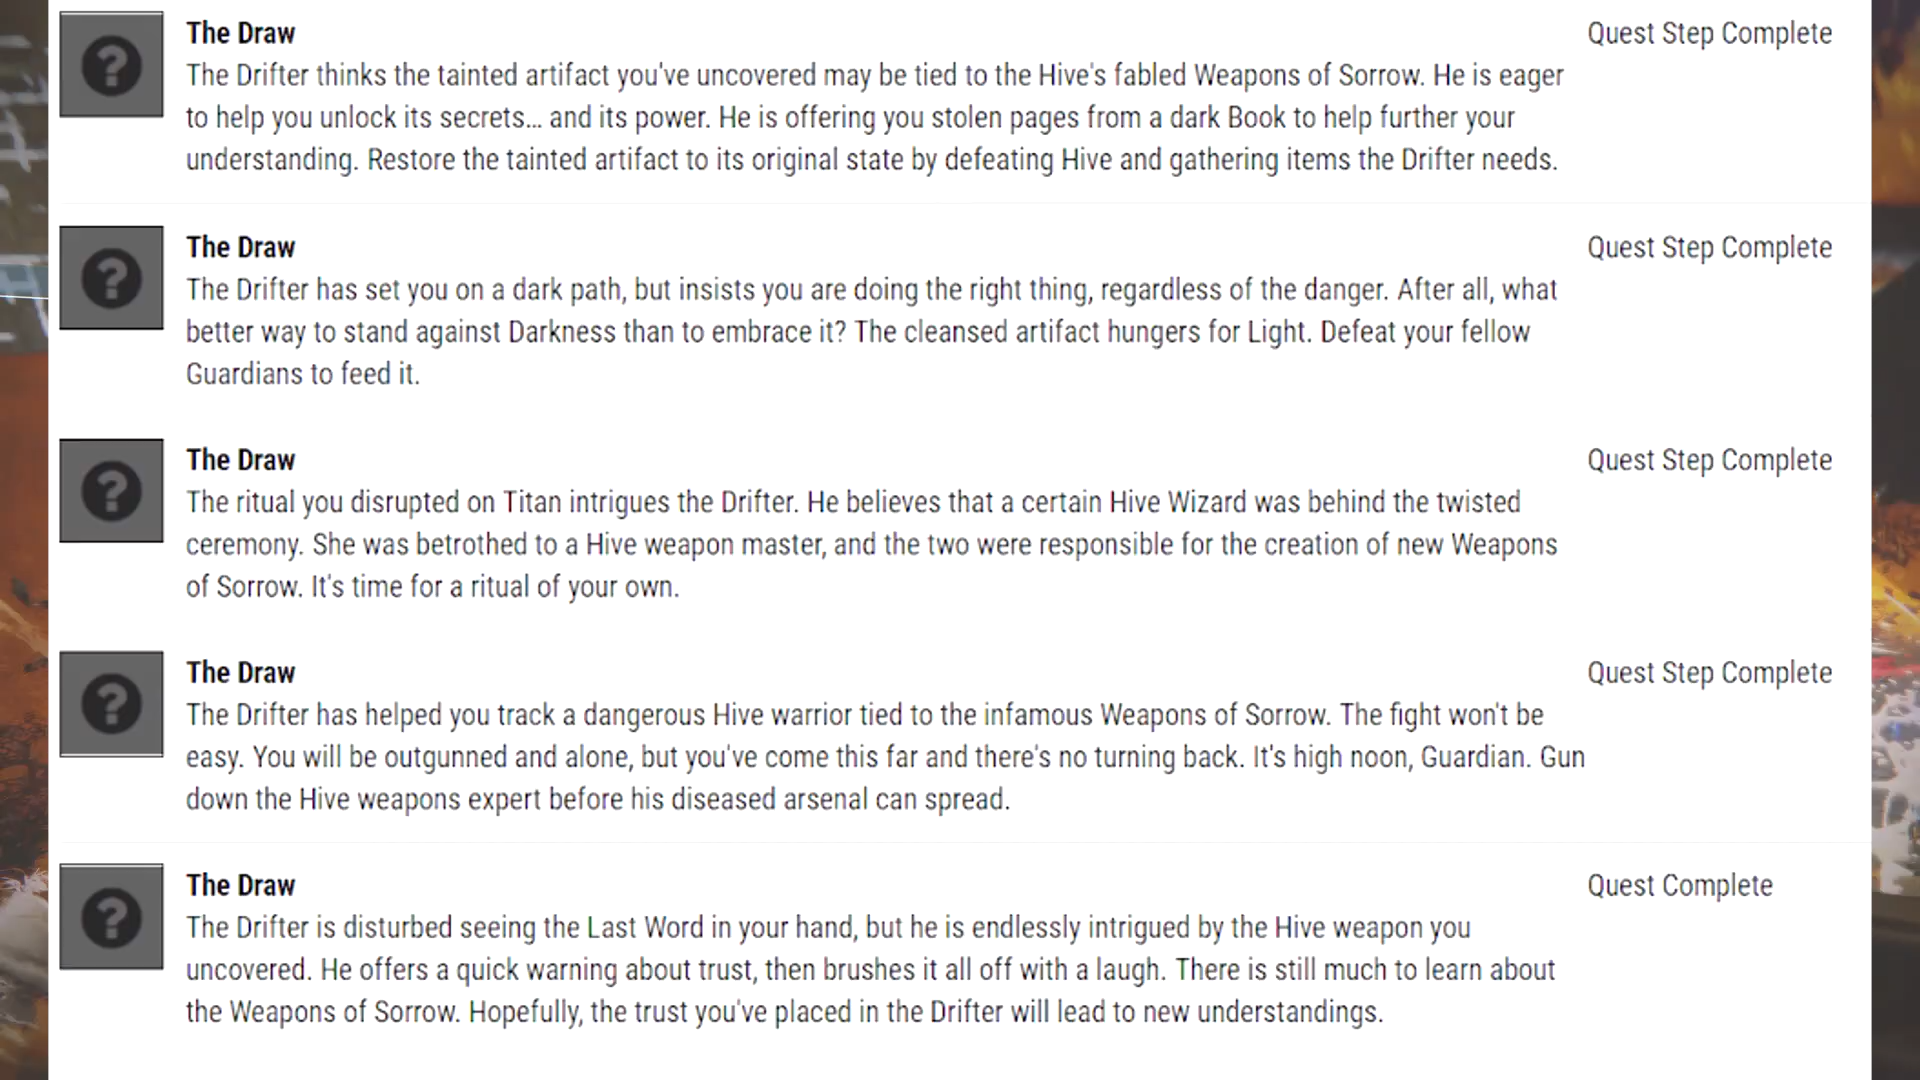 The Draw
Quest Step Complete
The Drifter thinks the tainted artifact you've uncovered may be tied to the Hive's fabled Weapons of Sorrow. He is eager
to help you unlock its secrets... and its power. He is offering you stolen pages from a dark Book to help further your
understanding. Restore the tainted artifact to its original state by defeating Hive and gathering items the Drifter needs.
The Draw
Quest Step Complete
The Drifter has set you on a dark path, but insists you are doing the right thing, regardless of the danger. After all, what
better way to stand against Darkness than to embrace it? The cleansed artifact hungers for Light. Defeat your fellow
Guardians to feed it.
The Draw
Quest Step Complete
The ritual you disrupted on Titan intrigues the Drifter. He believes that a certain Hive Wizard was behind the twisted
ceremony. She was betrothed to a Hive weapon master, and the two were responsible for the creation of new Weapons
of Sorrow. It's time for a ritual of your own.
The Draw
Quest Step Complete
The Drifter has helped you track a dangerous Hive warrior tied to the infamous Weapons of Sorrow. The fight won't be
easy. You will be outgunned and alone, but you've come this far and there's no turning back. It's high noon, Guardian. Gun
down the Hive weapons expert before his diseased arsenal can spread.
The Draw
Quest Complete
The Drifter is disturbed seeing the Last Word in your hand, but he is endlessly intrigued by the Hive weapon you
uncovered. He offers a quick warning about trust, then brushes it all off with a laugh. There is still much to learn about
the Weapons of Sorrow. Hopefully, the trust you've placed in the Drifter will lead to new understandings.